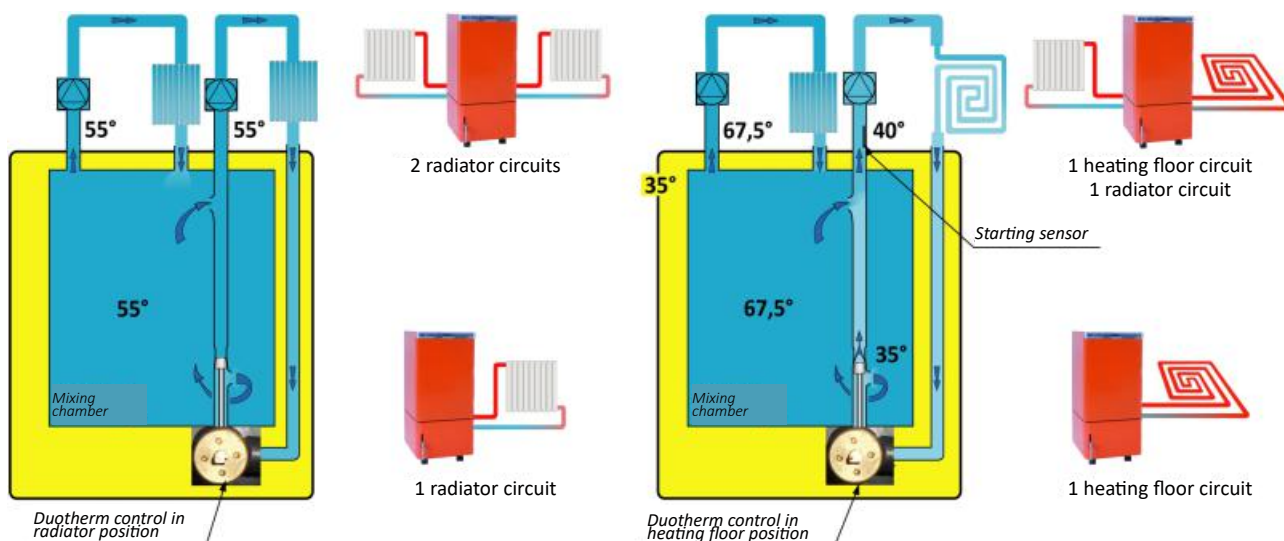 55°
55°
2 radiator circuits
55°
Mixing
chamber
1 radiator circuit
Duotherm control in
radiator position
67,5°
40°
35°
1 heating floor circuit
1 radiator circuit
Starting sensor
67,5°
35°
Mixing
chamber
1 heating floor circuit
Duotherm control in
heating floor position